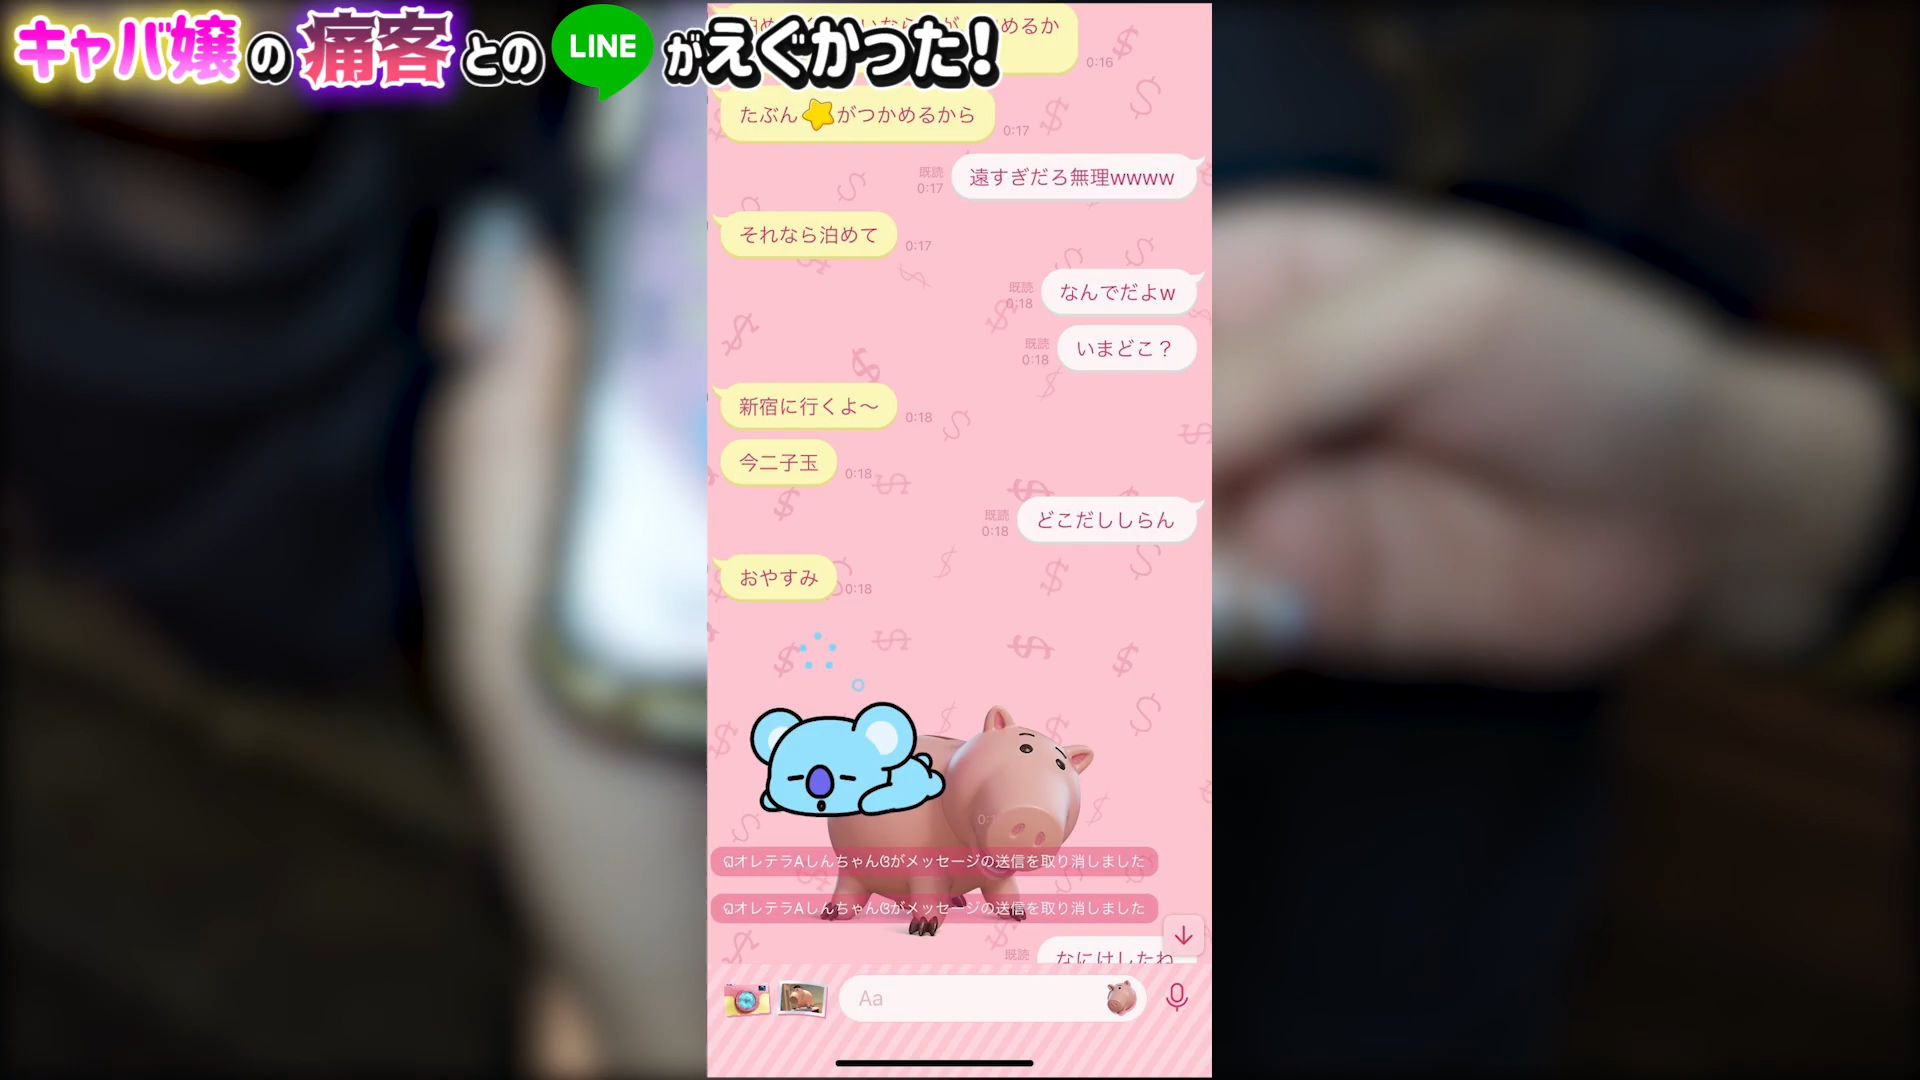 キャバ嬢の痛客とのLINEがえぐかった!
めるか
0:16
たぶん⭐がつかめるから
0:17
既読
0:17
遠すぎだろ無理wwww
それなら泊めて
0:17
既読
0:18
なんでだよw
既読
0:18
いまどこ？
新宿に行くよ〜
0:18
今二子玉
0:18
既読
0:18
どこだししらん
おやすみ
0:18
オレテラAしんちゃんがメッセージの送信を取り消しました
オレテラAしんちゃんがメッセージの送信を取り消しました
既読
なにけしたね
Aa